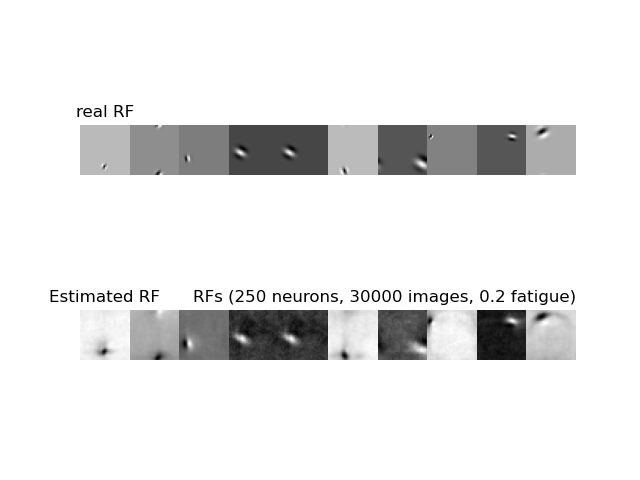 real RF
Estimated RF
RFs (250 neurons, 30000 images, 0.2 fatigue)